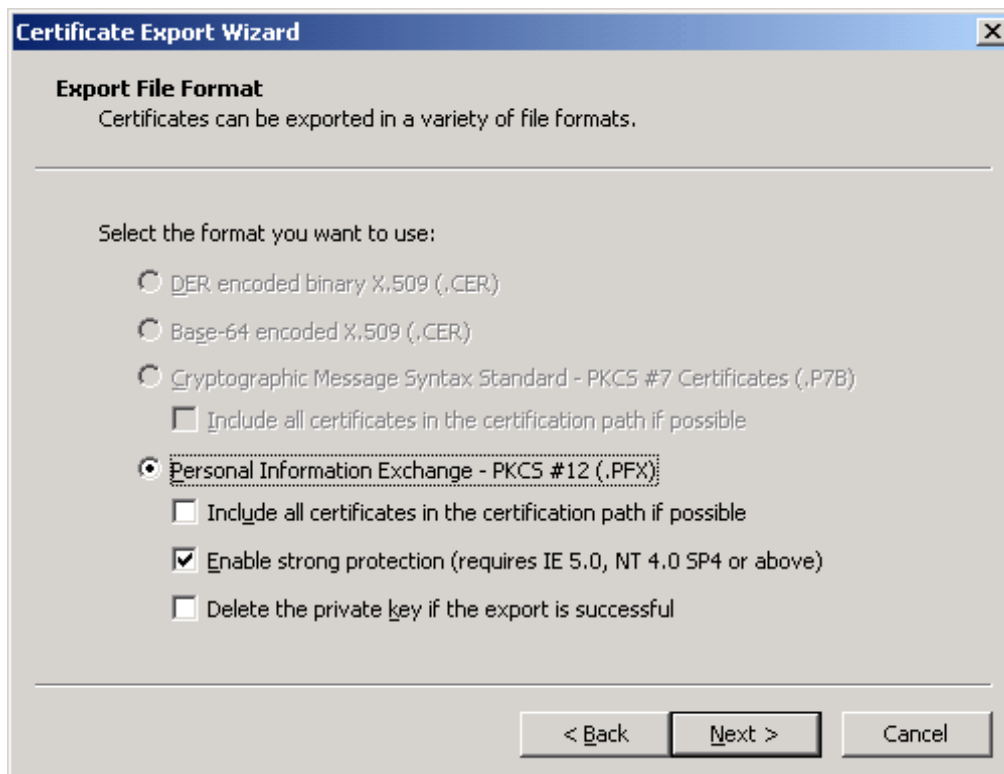 Certificate Export Wizard
Export File Format
Certificates can be exported in a variety of file formats.
Select the format you want to use:
DER encoded binary X.509 (.CER)
Base-64 encoded X.509 (.CER)
Cryptographic Message Syntax Standard - PKCS #7 Certificates (.P7B)
Include all certificates in the certification path if possible
Personal Information Exchange - PKCS #12 (.PFX)
Include all certificates in the certification path if possible
Enable strong protection (requires IE 5.0, NT 4.0 SP4 or above)
Delete the private key if the export is successful
< Back Next > Cancel